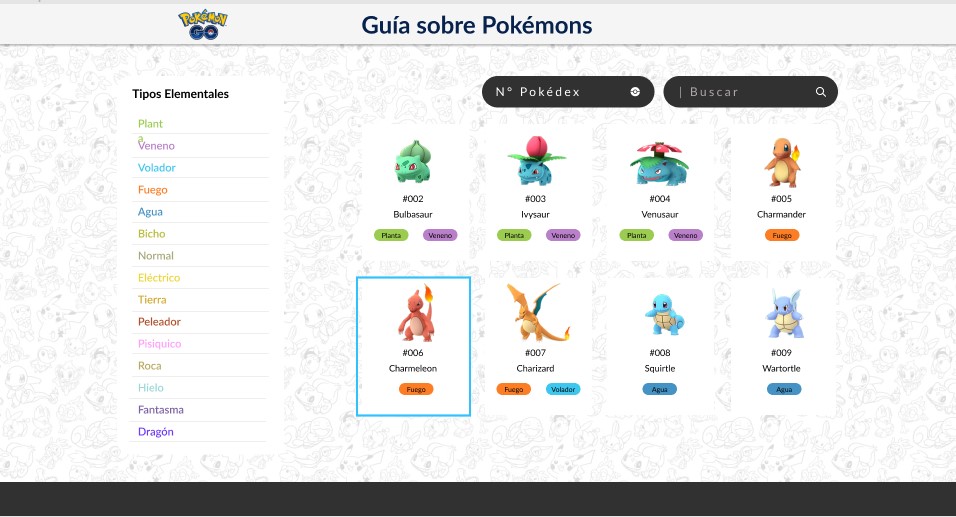 Pokémon
GO
Guía sobre Pokémons
Tipos Elementales
Plant
a
Veneno
Volador
Fuego
Agua
Bicho
Normal
Eléctrico
Tierra
Peleador
Pisiquico
Roca
Hielo
Fantasma
Dragón
N° Pokédex
| Buscar
#002
Bulbasaur
Planta Veneno
#003
Ivysaur
Planta Veneno
#004
Venusaur
Planta Veneno
#005
Charmander
Fuego
#006
Charmeleon
Fuego
#007
Charizard
Fuego Volador
#008
Squirtle
Agua
#009
Wartortle
Agua